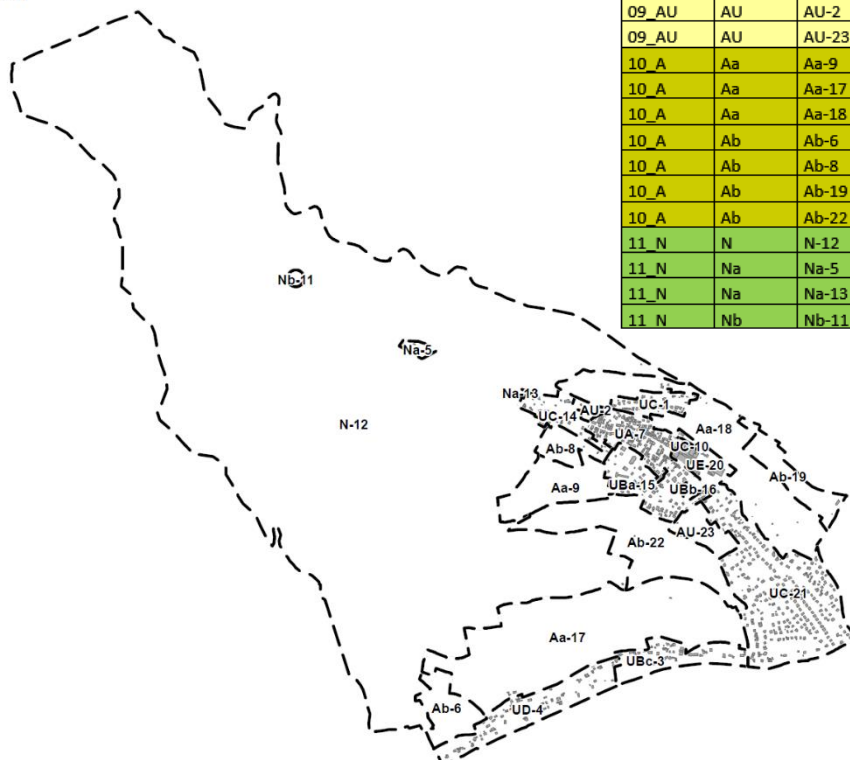 09_AU AU AU-2
09_AU AU AU-23
10_A Aa Aa-9
10_A Aa Aa-17
10_A Aa Aa-18
10_A Ab Ab-6
10_A Ab Ab-8
10_A Ab Ab-19
10_A Ab Ab-22
11_N N N-12
11_N Na Na-5
11_N Na Na-13
11_N Nb Nb-11
Nb-11
Na-5
Na-13
UC-1
AU-2
UC-14
N-12
Aa-18
UA-7
UC-10
Ab-8
UE-20
Ab-19
Aa-9
UBa-15
UBb-16
AU-23
Ab-22
UC-21
Aa-17
UBc-3
Ab-6
UD-4